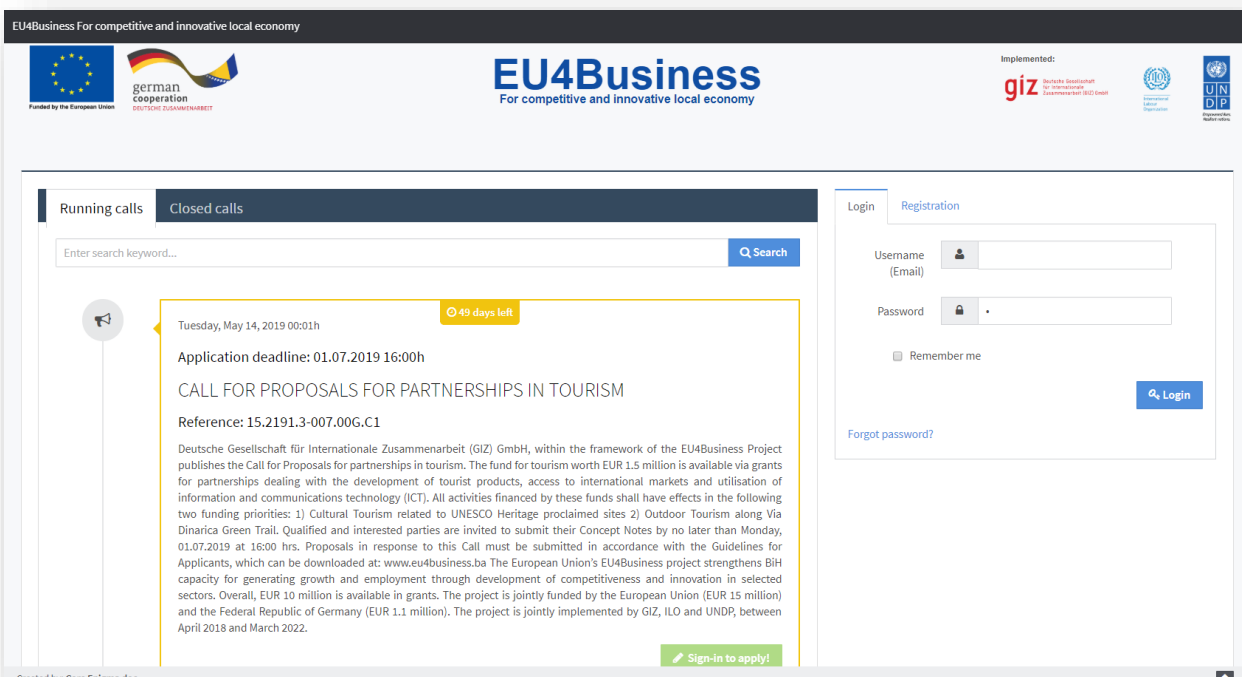 EU4Business For competitive and innovative local economy
Funded by the European Union
german
cooperation
DEUTSCHE ZUSAMMENARBEIT
EU4Business
For competitive and innovative local economy
Implemented:
giz Deutsche Gesellschaft
für Internationale
Zusammenarbeit (GIZ) GmbH
International
Labour
Organization
U N
D P
Running calls
Closed calls
Enter search keyword...
Search
49 days left
Tuesday, May 14, 2019 00:01h
Application deadline: 01.07.2019 16:00h
CALL FOR PROPOSALS FOR PARTNERSHIPS IN TOURISM
Reference: 15.2191.3-007.00G.C1
Deutsche Gesellschaft für Internationale Zusammenarbeit (GIZ) GmbH, within the framework of the EU4Business Project
publishes the Call for Proposals for partnerships in tourism. The fund for tourism worth EUR 1.5 million is available via grants
for partnerships dealing with the development of tourist products, access to international markets and utilisation of
information and communications technology (ICT). All activities financed by these funds shall have effects in the following
two funding priorities: 1) Cultural Tourism related to UNESCO Heritage proclaimed sites 2) Outdoor Tourism along Via
Dinarica Green Trail. Qualified and interested parties are invited to submit their Concept Notes by no later than Monday,
01.07.2019 at 16:00 hrs. Proposals in response to this Call must be submitted in accordance with the Guidelines for
Applicants, which can be downloaded at: www.eu4business.ba The European Union's EU4Business project strengthens BiH
capacity for generating growth and employment through development of competitiveness and innovation in selected
sectors. Overall, EUR 10 million is available in grants. The project is jointly funded by the European Union (EUR 15 million)
and the Federal Republic of Germany (EUR 1.1 million). The project is jointly implemented by GIZ, ILO and UNDP, between
April 2018 and March 2022.
Sign-in to apply!
Login
Registration
Username
(Email)
Password
Remember me
Login
Forgot password?